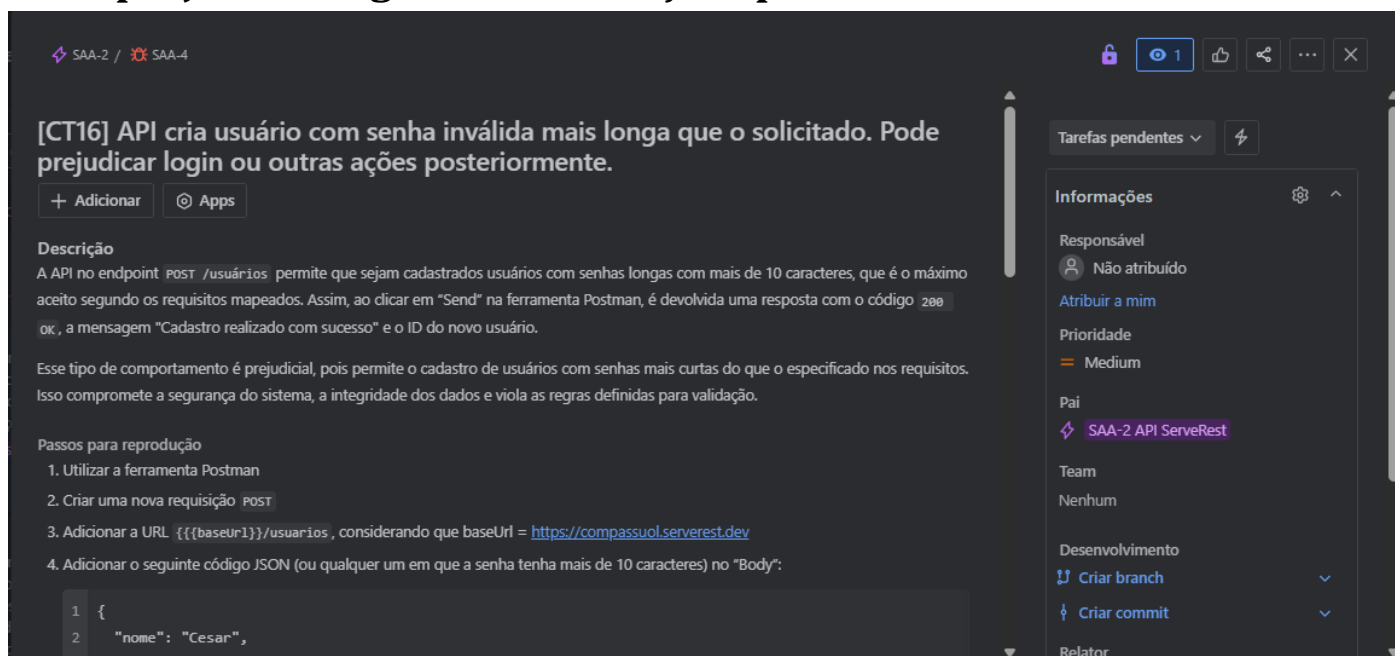 SAA-2 / SAA-4
1
[CT16] API cria usuário com senha inválida mais longa que o solicitado. Pode
prejudicar login ou outras ações posteriormente.
+ Adicionar
Apps
Descrição
A API no endpoint POST /usuários permite que sejam cadastrados usuários com senhas longas com mais de 10 caracteres, que é o máximo
aceito segundo os requisitos mapeados. Assim, ao clicar em “Send” na ferramenta Postman, é devolvida uma resposta com o código 200
OK, a mensagem "Cadastro realizado com sucesso" e o ID do novo usuário.
Esse tipo de comportamento é prejudicial, pois permite o cadastro de usuários com senhas mais curtas do que o especificado nos requisitos.
Isso compromete a segurança do sistema, a integridade dos dados e viola as regras definidas para validação.
Passos para reprodução
1. Utilizar a ferramenta Postman
2. Criar uma nova requisição POST
3. Adicionar a URL {{{baseUrl}}/usuarios, considerando que baseUrl = https://compassuol.serverest.dev
4. Adicionar o seguinte código JSON (ou qualquer um em que a senha tenha mais de 10 caracteres) no “Body”:
1 {
2 "nome": "Cesar",
Tarefas pendentes
Informações
Responsável
Não atribuído
Atribuir a mim
Prioridade
Medium
Pai
SAA-2 API ServeRest
Team
Nenhum
Desenvolvimento
Criar branch
Criar commit
Relator